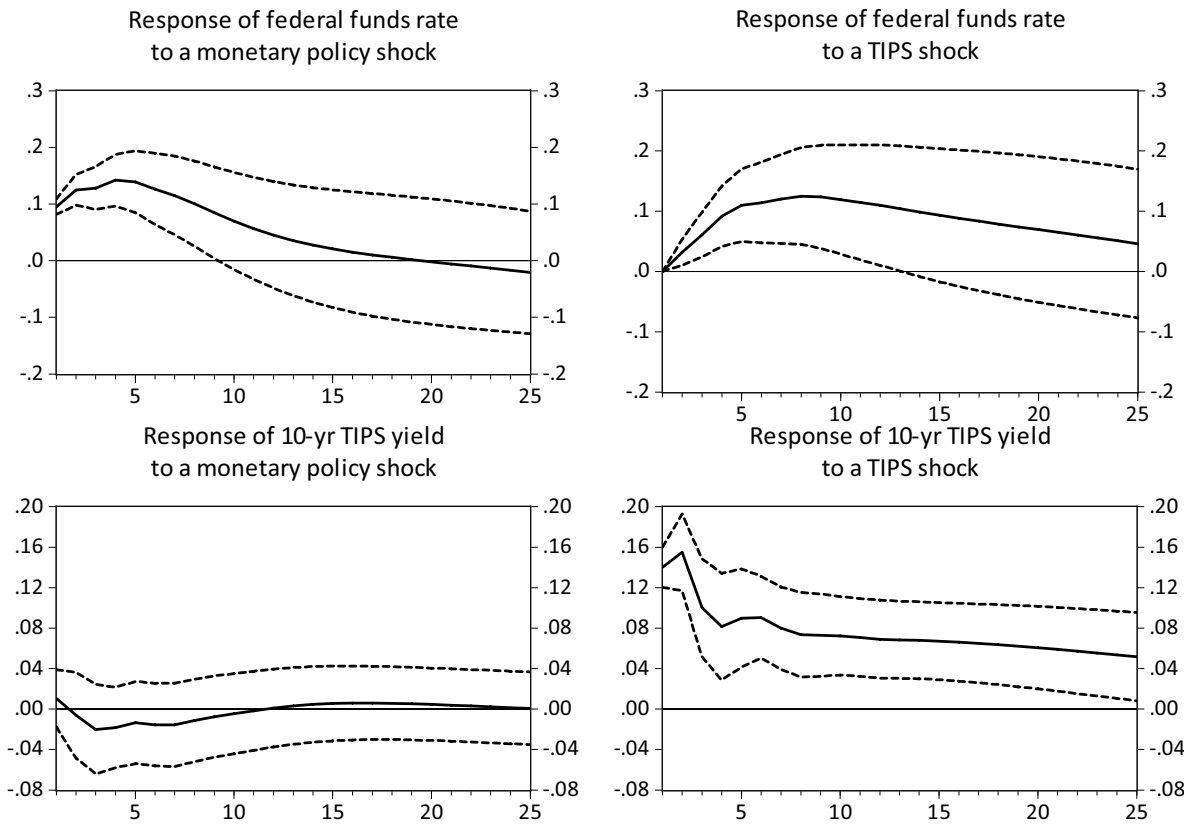 Response of federal funds rate
to a monetary policy shock
.3 .3
.2 .2
.1 .1
.0 .0
-.1 -.1
-.2 -.2
5 10 15 20 25
Response of federal funds rate
to a TIPS shock
.3 .3
.2 .2
.1 .1
.0 .0
-.1 -.1
-.2 -.2
5 10 15 20 25
Response of 10-yr TIPS yield
to a monetary policy shock
.20 .20
.16 .16
.12 .12
.08 .08
.04 .04
.00 .00
-.04 -.04
-.08 -.08
5 10 15 20 25
Response of 10-yr TIPS yield
to a TIPS shock
.20 .20
.16 .16
.12 .12
.08 .08
.04 .04
.00 .00
-.04 -.04
-.08 -.08
5 10 15 20 25